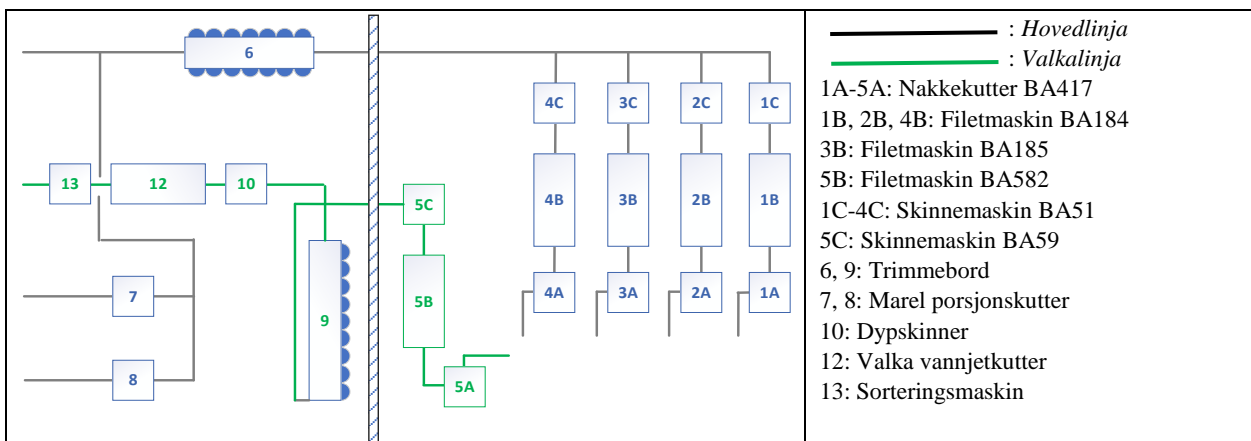 6
4C 3C 2C 1C
13 12 10
5C
4B 3B 2B 1B
5B
7
9
4A 3A 2A 1A
8
5A
: Hovedlinja
: Valkalinja
1A-5A: Nakkekutter BA417
1B, 2B, 4B: Filetmaskin BA184
3B: Filetmaskin BA185
5B: Filetmaskin BA582
1C-4C: Skinnemaskin BA51
5C: Skinnemaskin BA59
6, 9: Trimmebord
7, 8: Marel porsjonskutter
10: Dypskinner
12: Valka vannjetkutter
13: Sorteringsmaskin